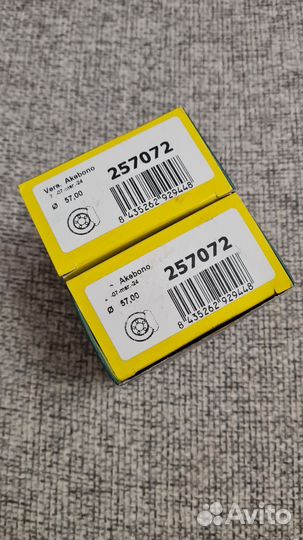 Vers. Akebono
07-mar.-24
Ø 57,00
257072
8 435262 929448
Akebono
07-mar.-24
Ø 57,00
257072
8 435262 929448
Avito